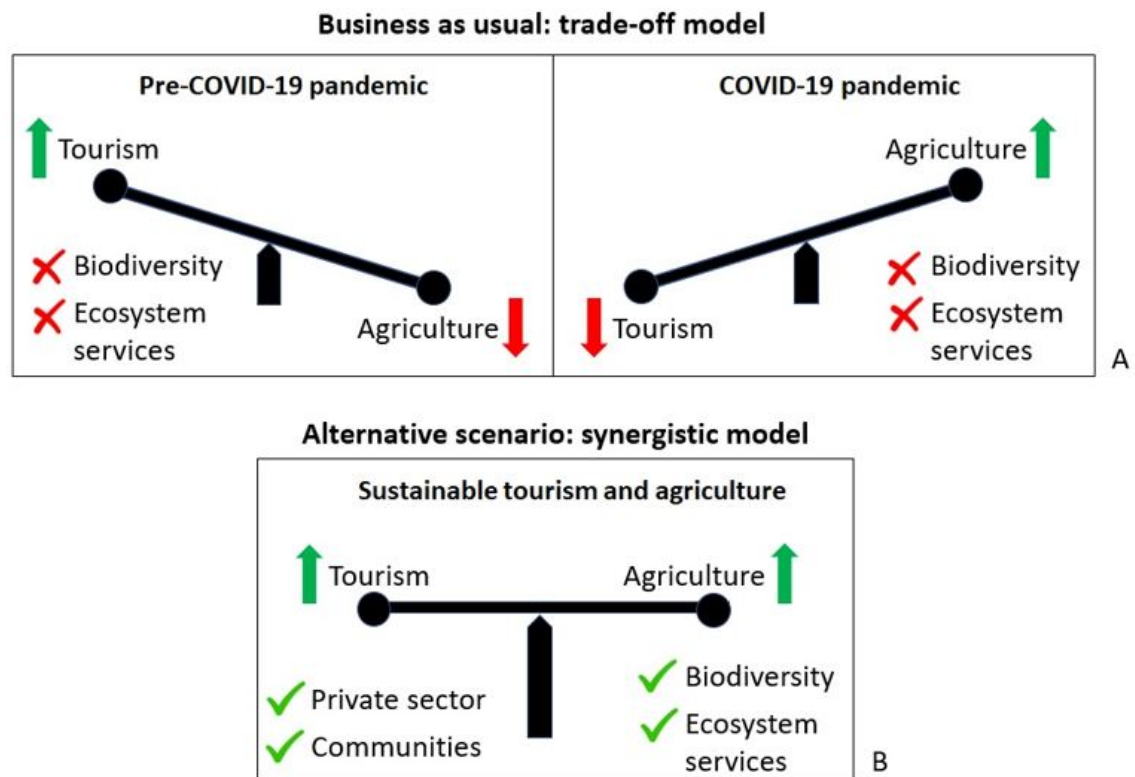 Business as usual: trade-off model
Pre-COVID-19 pandemic
Tourism
Biodiversity
Ecosystem
services
Agriculture
COVID-19 pandemic
Agriculture
Tourism
Biodiversity
Ecosystem
services
A
Alternative scenario: synergistic model
Sustainable tourism and agriculture
Tourism
Agriculture
Private sector
Communities
Biodiversity
Ecosystem
services
B